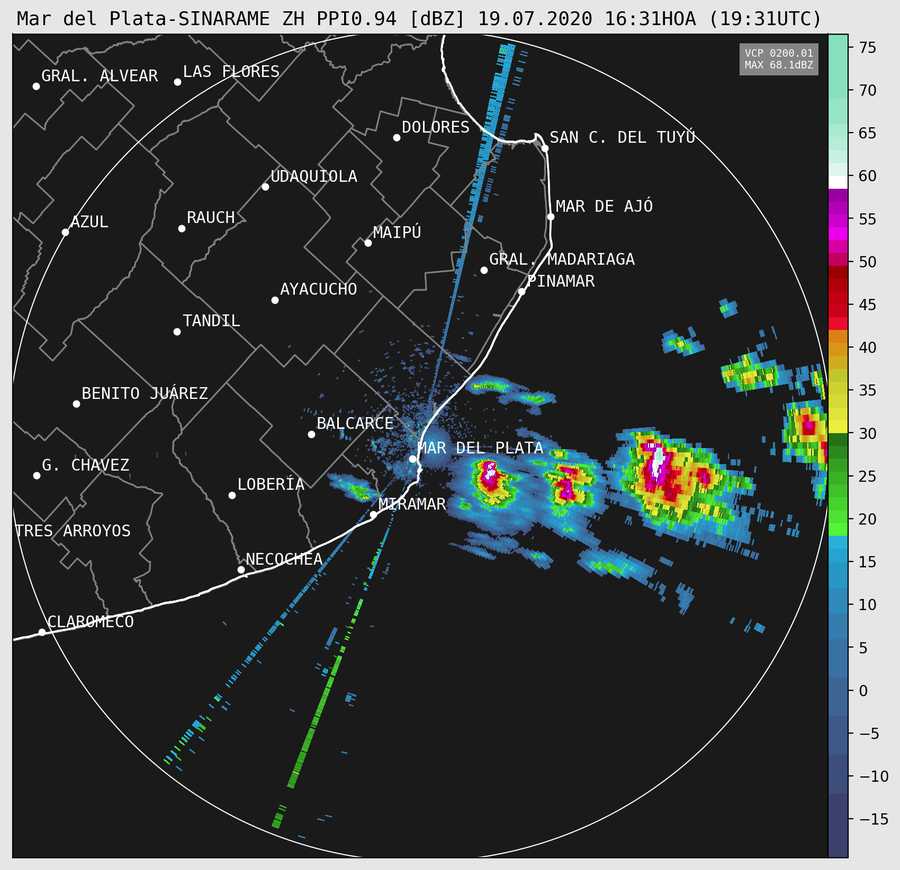 Mar del Plata-SINARAME ZH PPI0.94 [dBZ] 19.07.2020 16:31HOA (19:31UTC)
VCP 0200.01
MAX 68.1dBZ
GRAL. ALVEAR
LAS FLORES
DOLORES
SAN C. DEL TUYÚ
UDAQUIOLA
MAR DE AJÓ
AZUL
RAUCH
MAIPÚ
GRAL. MADARIAGA
PINAMAR
AYACUCHO
TANDIL
BENITO JUÁREZ
BALCARCE
MAR DEL PLATA
G. CHAVEZ
LOBERÍA
MIRAMAR
TRES ARROYOS
NECOCHEA
CLAROMECO
75
70
65
60
55
50
45
40
35
30
25
20
15
10
5
0
−5
−10
−15